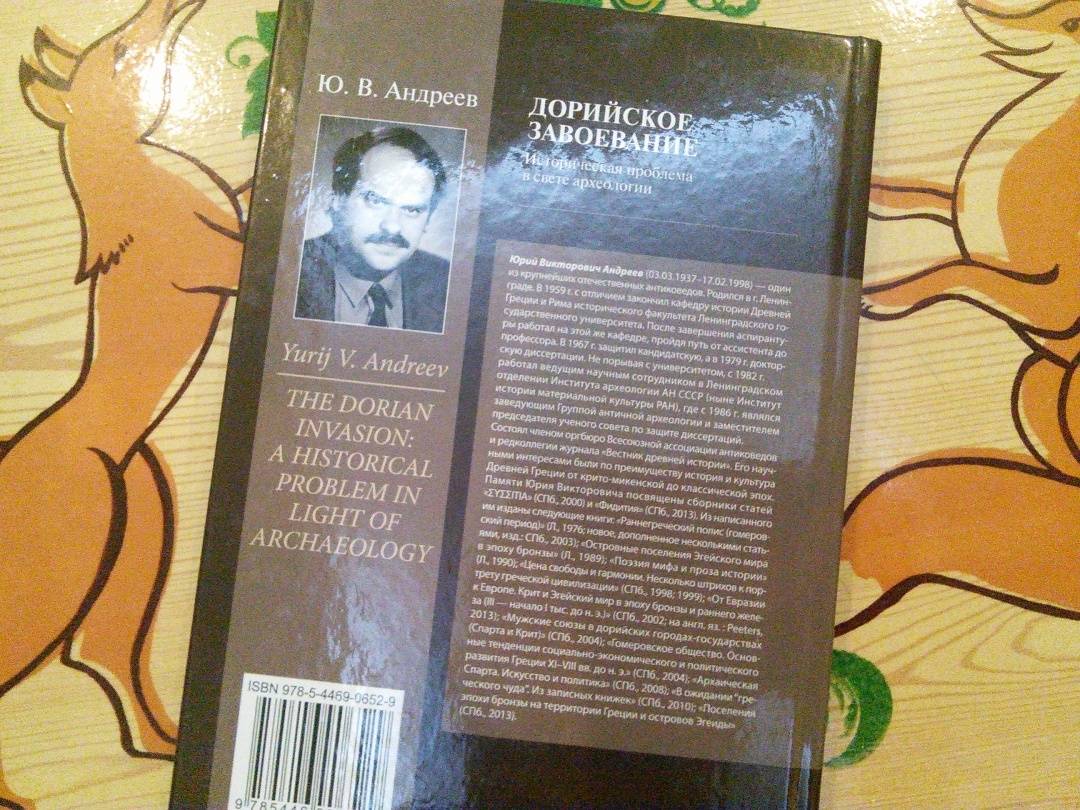 Ю. В. Андреев
Yurij V. Andreev
THE DORIAN
INVASION:
A HISTORICAL
PROBLEM IN
LIGHT OF
ARCHAEOLOGY
ISBN 978-5-4469-0652-9
ДОРИЙСКОЕ
ЗАВОЕВАНИЕ
Историческая проблема
в свете археологии
Юрий Викторович Андреев (03.03.1937–17.02.1998) — один
из крупнейших отечественных антиковедов. Родился в г. Ленин-
граде. В 1959 г. с отличием закончил кафедру истории Древней
Греции и Рима исторического факультета Ленинградского го-
сударственного университета. После завершения аспиранту-
ры работал на этой же кафедре, пройдя путь от ассистента до
профессора. В 1967 г. защитил кандидатскую, а в 1979 г. доктор-
скую диссертации. Не порывая с университетом, с 1982 г.
работал ведущим научным сотрудником в Ленинградском
отделении Института археологии АН СССР (ныне Институт
истории материальной культуры РАН), где с 1986 г. являлся
заведующим Группой античной археологии и заместителем
председателя ученого совета по защите диссертаций.
Состоял членом оргбюро Всесоюзной ассоциации антиковедов
и редколлегии журнала «Вестник древней истории». Его науч-
ными интересами были по преимуществу история и культура
Древней Греции от крито-микенской до классической эпох.
Памяти Юрия Викторовича посвящены сборники статей
«ΣΥΣΣΙΤΙΑ» (СПб., 2000) и «Фидития» (СПб., 2013). Из написанного
им изданы следующие книги: «Раннегреческий полис (гомеров-
ский период)» (Л., 1976; новое, дополненное несколькими стать-
ями, изд.: СПб., 2003); «Островные поселения Эгейского мира
в эпоху бронзы» (Л., 1989); «Поэзия мифа и проза истории»
(Л., 1990); «Цена свободы и гармонии. Несколько штрихов к пор-
трету греческой цивилизации» (СПб., 1998; 1999); «От Евразии
к Европе. Крит и Эгейский мир в эпоху бронзы и раннего желе-
за (III — начало I тыс. до н. э.)» (СПб., 2002; на англ. яз. : Peeters,
2013); «Мужские союзы в дорийских городах-государствах
(Спарта и Крит)» (СПб., 2004); «Гомеровское общество. Основ-
ные тенденции социально-экономического и политического
развития Греции XI–VIII вв. до н. э.» (СПб., 2004); «Архаическая
Спарта. Искусство и политика» (СПб., 2008); «В ожидании "гре-
ческого чуда". Из записных книжек» (СПб., 2010); «Поселения
эпохи бронзы на территории Греции и островов Эгеиды»
(СПб., 2013).